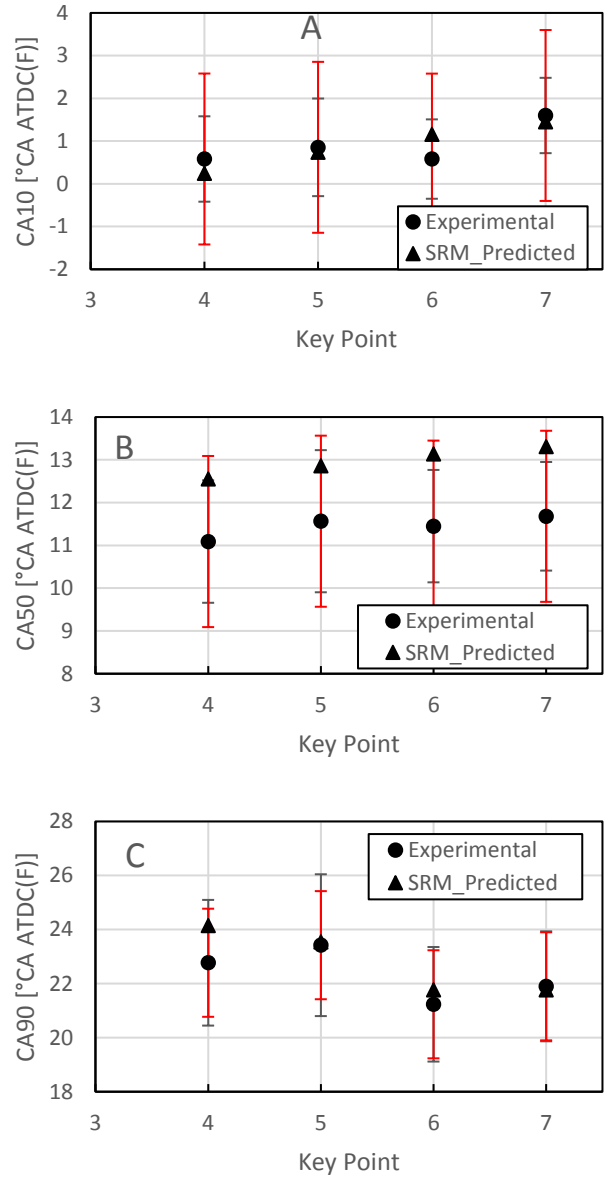 A
CA10 [°CA ATDC(F)]
4
3
2
1
0
-1
-2
Experimental
SRM_Predicted
3 4 5 6 7
Key Point
B
CA50 [°CA ATDC(F)]
14
13
12
11
10
9
8
Experimental
SRM_Predicted
3 4 5 6 7
Key Point
C
CA90 [°CA ATDC(F)]
28
26
24
22
20
18
Experimental
SRM_Predicted
3 4 5 6 7
Key Point